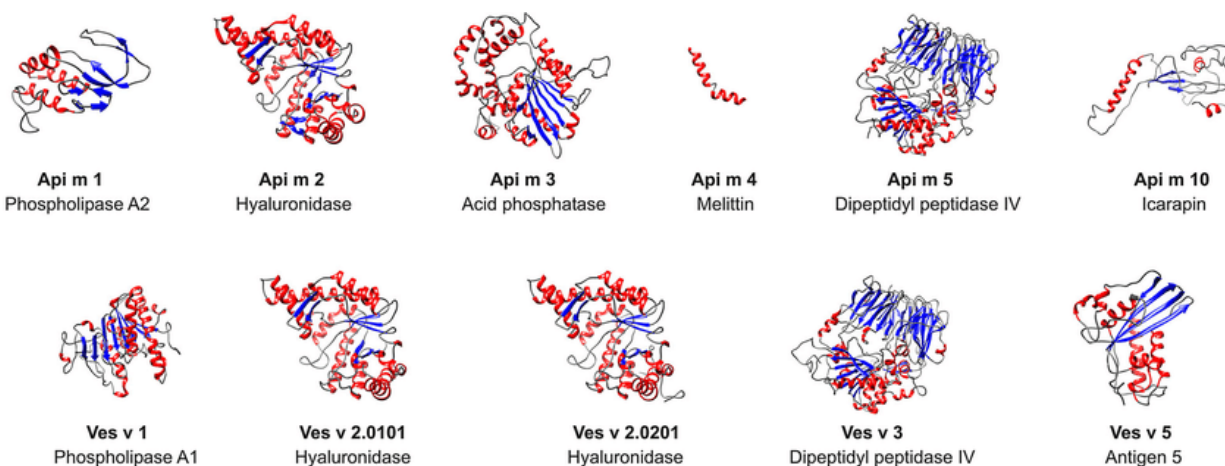 Api m 1 Api m 2 Api m 3 Api m 4 Api m 5 Api m 10
Phospholipase A2 Hyaluronidase Acid phosphatase Melittin Dipeptidyl peptidase IV Icarapin
Ves v 1 Ves v 2.0101 Ves v 2.0201 Ves v 3 Ves v 5
Phospholipase A1 Hyaluronidase Hyaluronidase Dipeptidyl peptidase IV Antigen 5